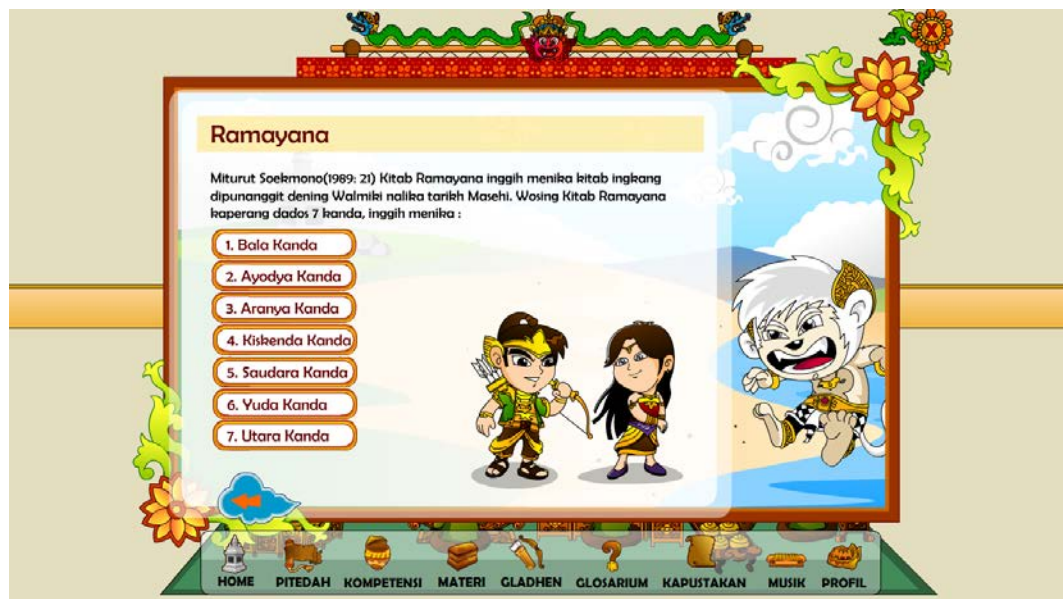 X
Ramayana
Miturut Soekmono(1989: 21) Kitab Ramayana inggih menika kitab ingkang
dipunanggit dening Walmiki nalika tarikh Masehi. Wosing Kitab Ramayana
kaperang dados 7 kanda, inggih menika :
1. Bala Kanda
2. Ayodya Kanda
3. Aranya Kanda
4. Kiskenda Kanda
5. Saudara Kanda
6. Yuda Kanda
7. Utara Kanda
HOME PITEDAH KOMPETENSI MATERI GLADHEN GLOSARIUM KAPUSTAKAN MUSIK PROFIL